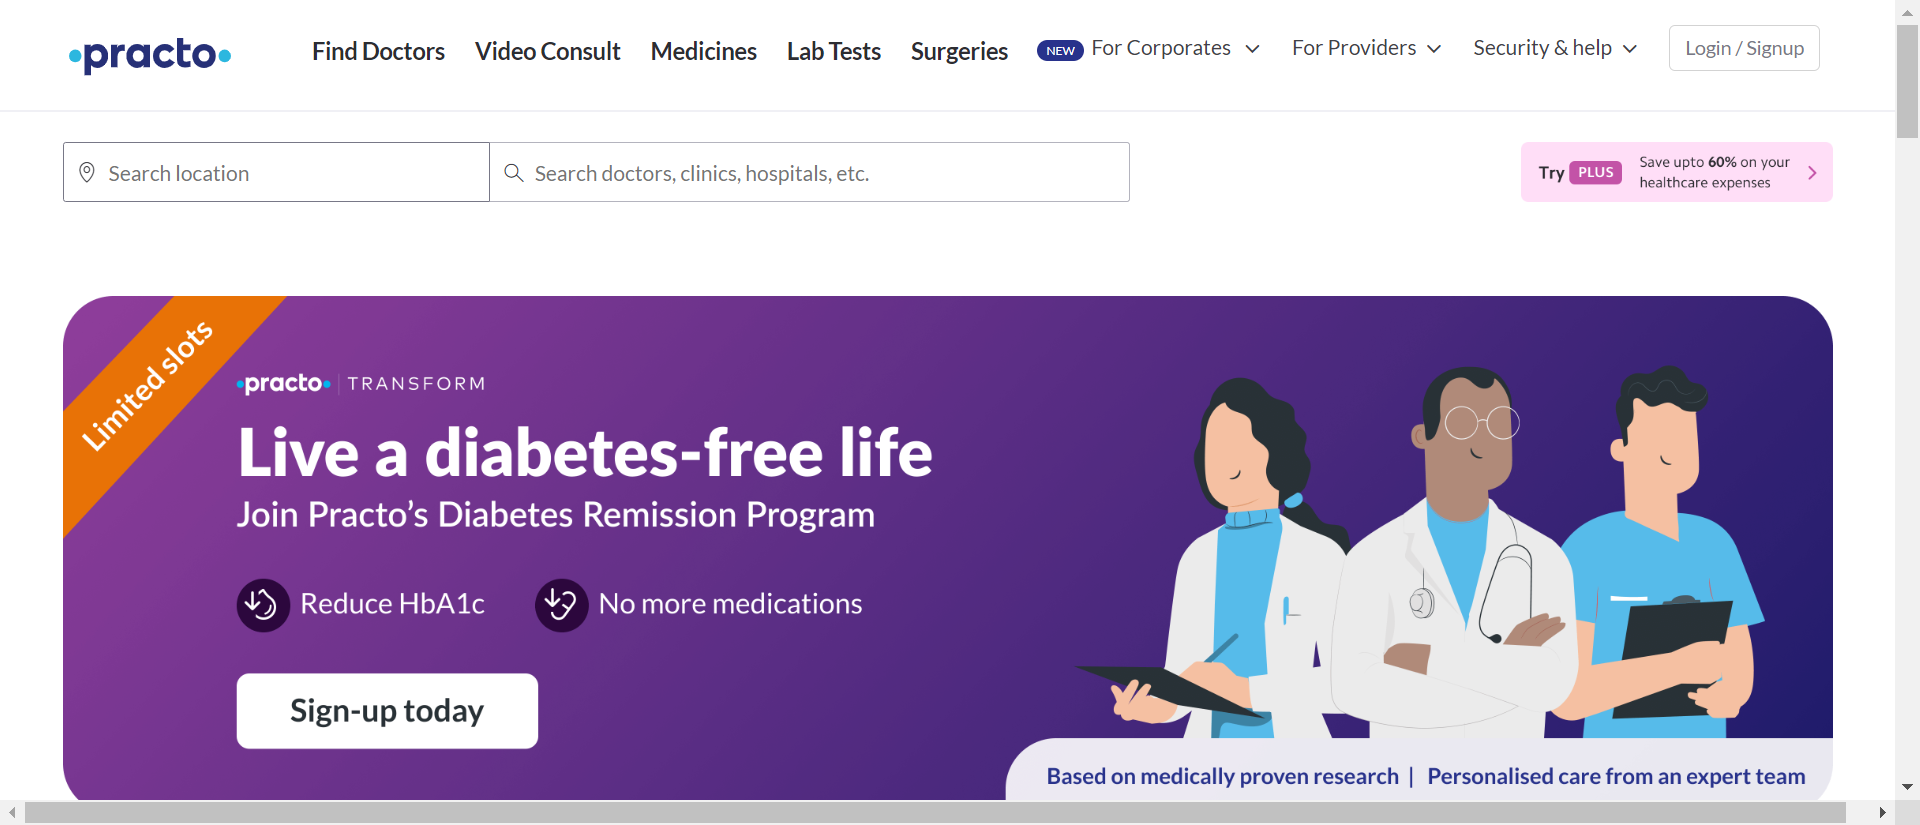 practo
Find Doctors
Video Consult
Medicines
Lab Tests
Surgeries
NEW For Corporates
For Providers
Security & help
Login / Signup
Search location
Search doctors, clinics, hospitals, etc.
Try PLUS
Save upto 60% on your
healthcare expenses
Limited slots
practo | TRANSFORM
Live a diabetes-free life
Join Practo’s Diabetes Remission Program
Reduce HbA1c
No more medications
Sign-up today
Based on medically proven research | Personalised care from an expert team